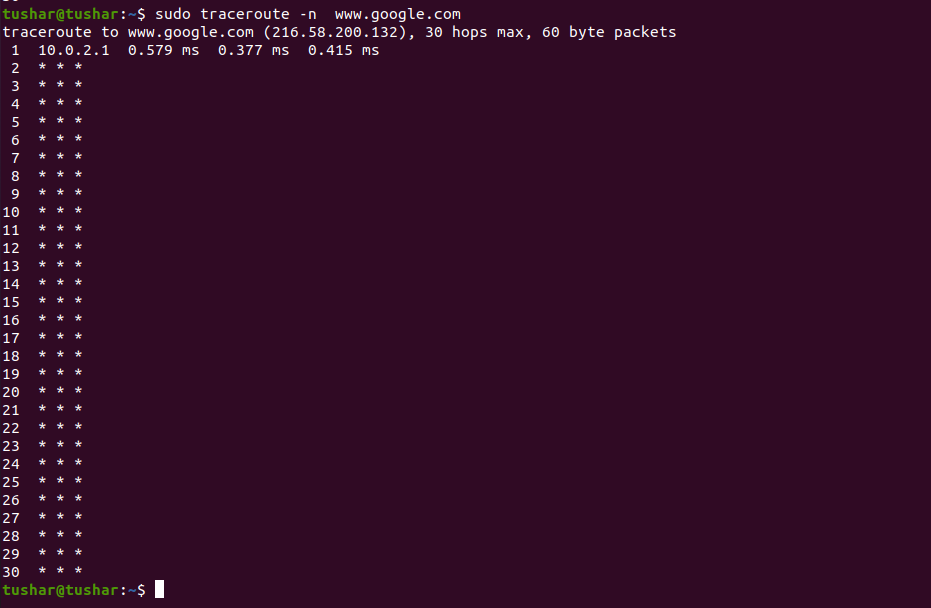 tushar@tushar:~$ sudo traceroute -n  www.google.com
traceroute to www.google.com (216.58.200.132), 30 hops max, 60 byte packets
 1  10.0.2.1  0.579 ms  0.377 ms  0.415 ms
 2  * * *
 3  * * *
 4  * * *
 5  * * *
 6  * * *
 7  * * *
 8  * * *
 9  * * *
10  * * *
11  * * *
12  * * *
13  * * *
14  * * *
15  * * *
16  * * *
17  * * *
18  * * *
19  * * *
20  * * *
21  * * *
22  * * *
23  * * *
24  * * *
25  * * *
26  * * *
27  * * *
28  * * *
29  * * *
30  * * *
tushar@tushar:~$